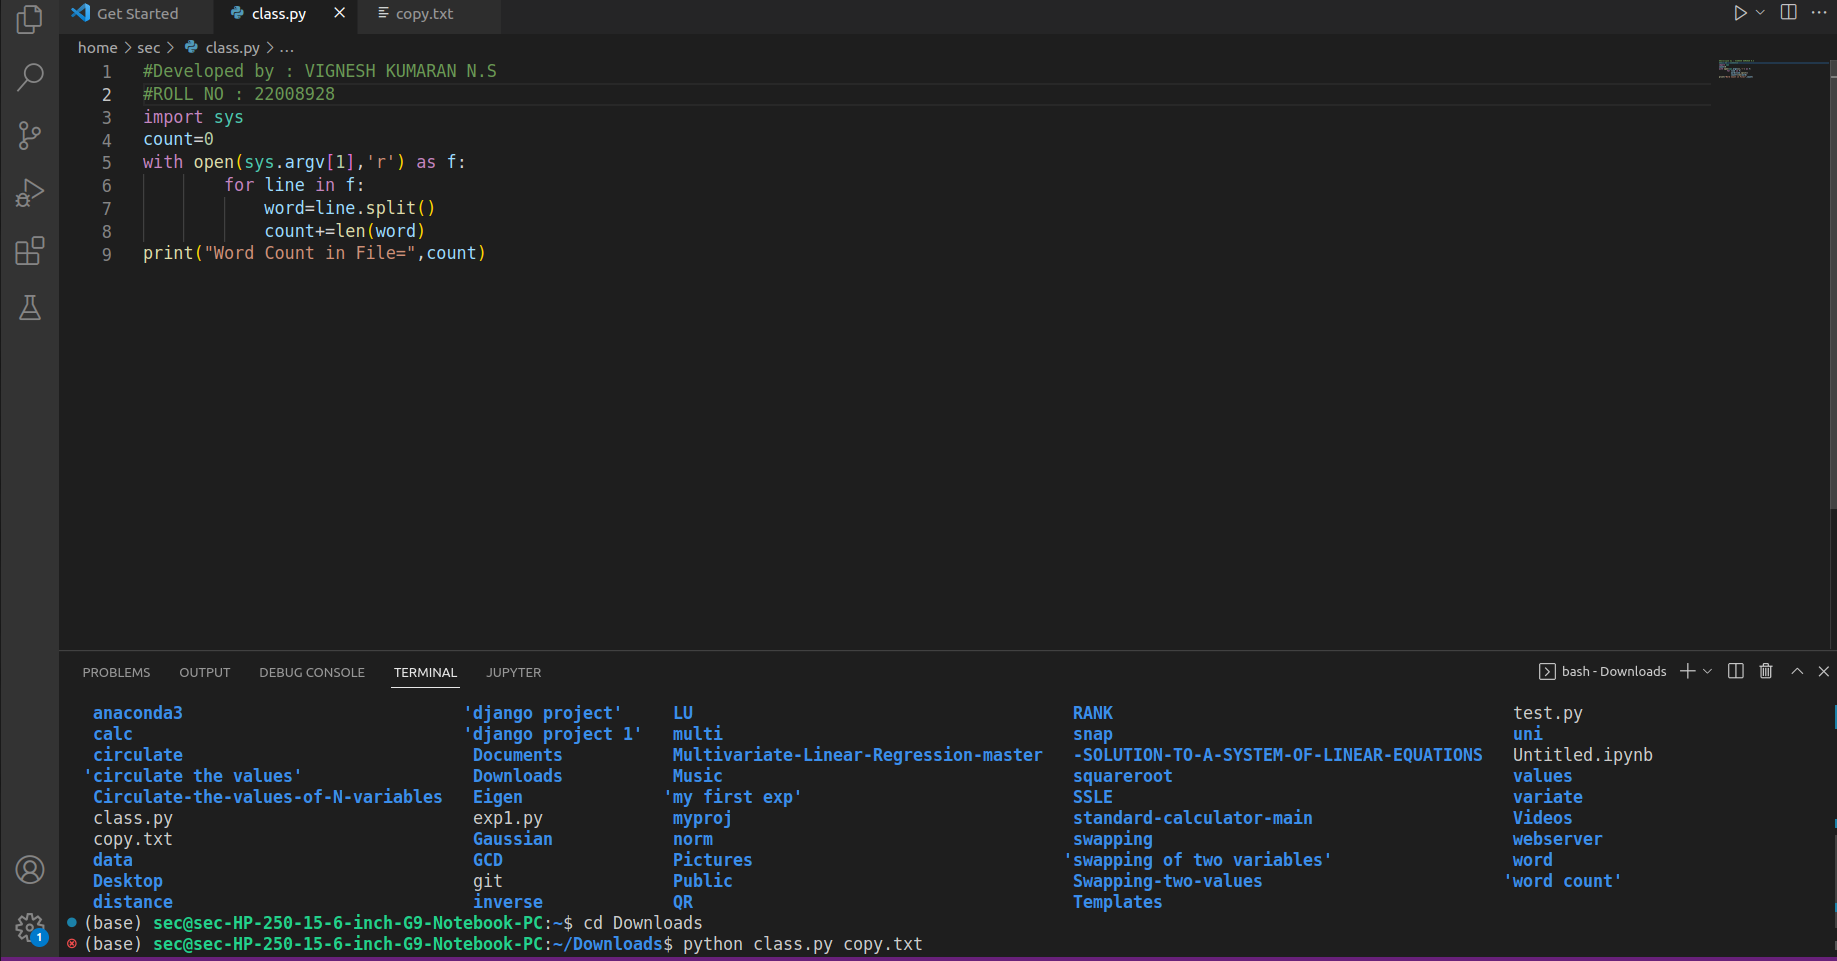 Get Started class.py copy.txt
home > sec > class.py > ...
1 #Developed by : VIGNESH KUMARAN N.S
2 #ROLL NO : 22008928
3 import sys
4 count=0
5 with open(sys.argv[1],'r') as f:
6 for line in f:
7 word=line.split()
8 count+=len(word)
9 print("Word Count in File=",count)
PROBLEMS OUTPUT DEBUG CONSOLE TERMINAL JUPYTER bash - Downloads
anaconda3 'django project' LU RANK test.py
calc 'django project 1' multi snap uni
circulate Documents Multivariate-Linear-Regression-master -SOLUTION-TO-A-SYSTEM-OF-LINEAR-EQUATIONS Untitled.ipynb
'circulate the values' Downloads Music squareroot values
Circulate-the-values-of-N-variables Eigen 'my first exp' SSLE variate
class.py exp1.py myproj standard-calculator-main Videos
copy.txt Gaussian norm swapping webserver
data GCD Pictures 'swapping of two variables' word
Desktop git Public Swapping-two-values 'word count'
distance inverse QR Templates
(base) sec@sec-HP-250-15-6-inch-G9-Notebook-PC:~$ cd Downloads
(base) sec@sec-HP-250-15-6-inch-G9-Notebook-PC:~/Downloads$ python class.py copy.txt
1